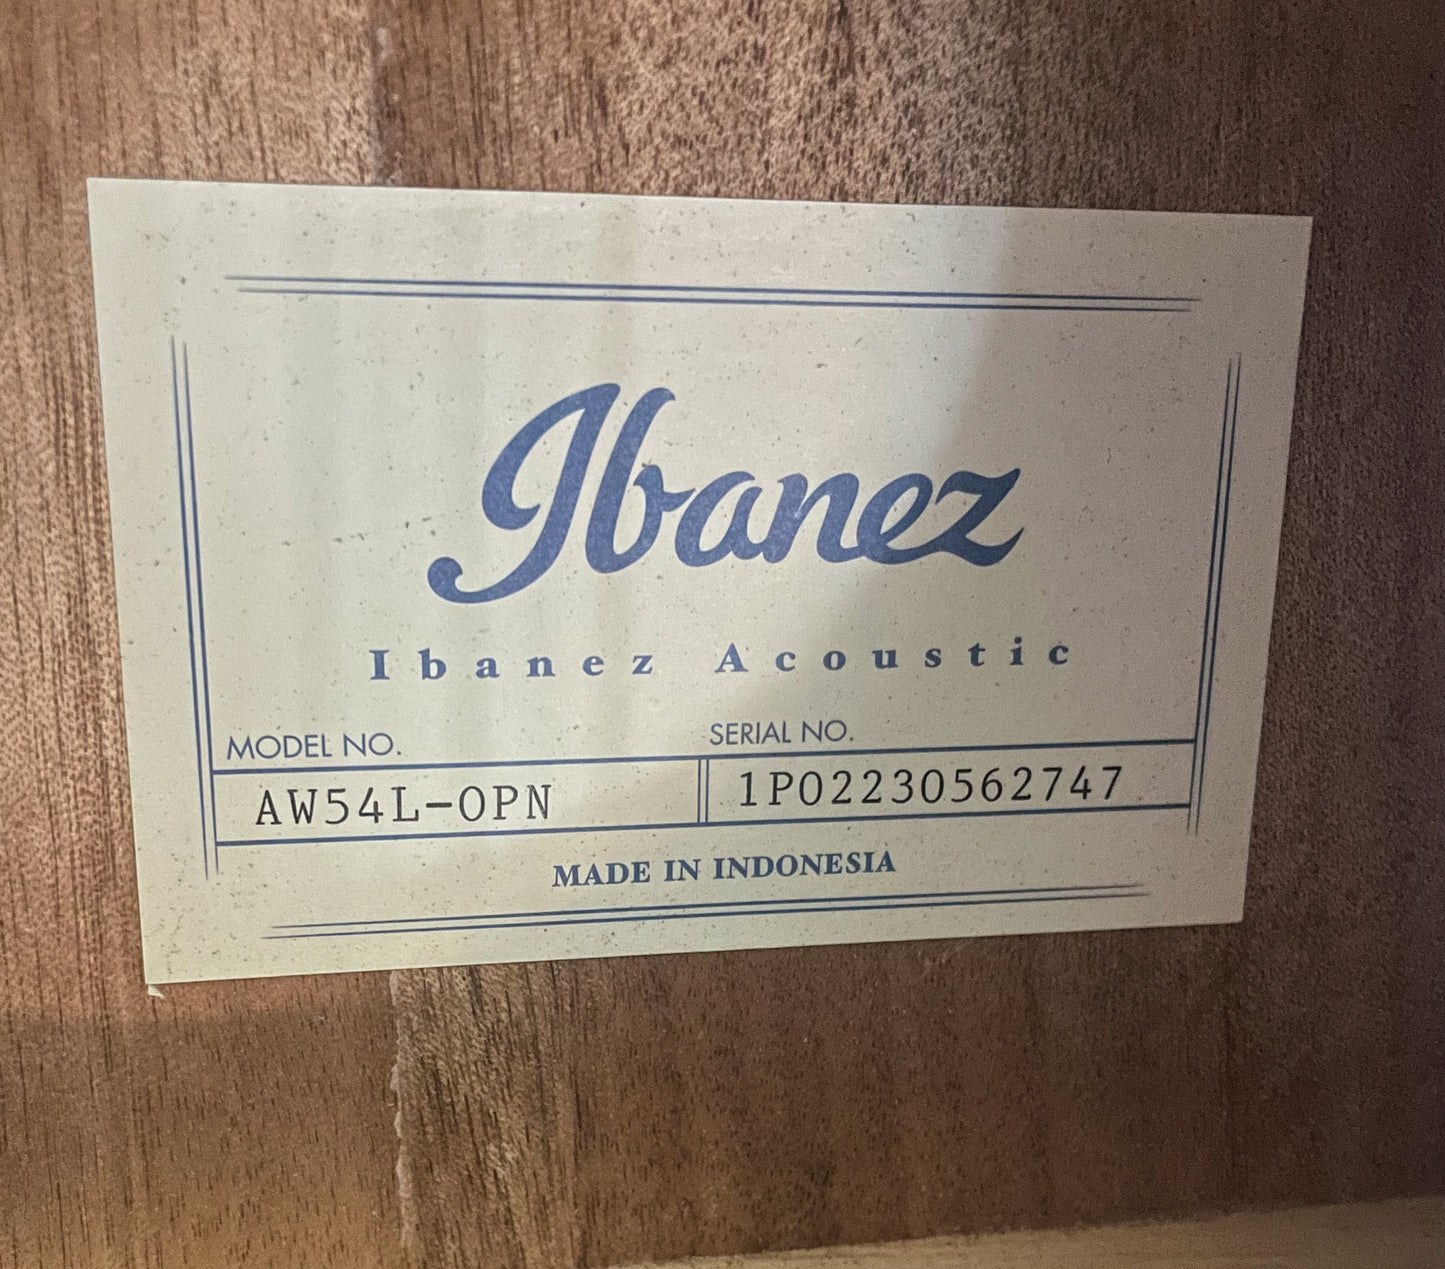 Ibanez
Ibanez Acoustic
MODEL NO. SERIAL NO.
AW54L-OPN 1P02230562747
MADE IN INDONESIA